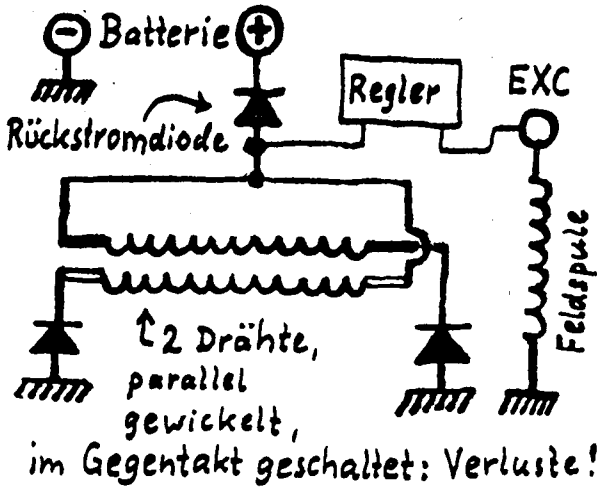 ⊖ Batterie ⊕
Regler
EXC
Rückstromdiode
Feldspule
2 Drähte,
parallel
gewickelt,
im Gegentakt geschaltet: Verluste!